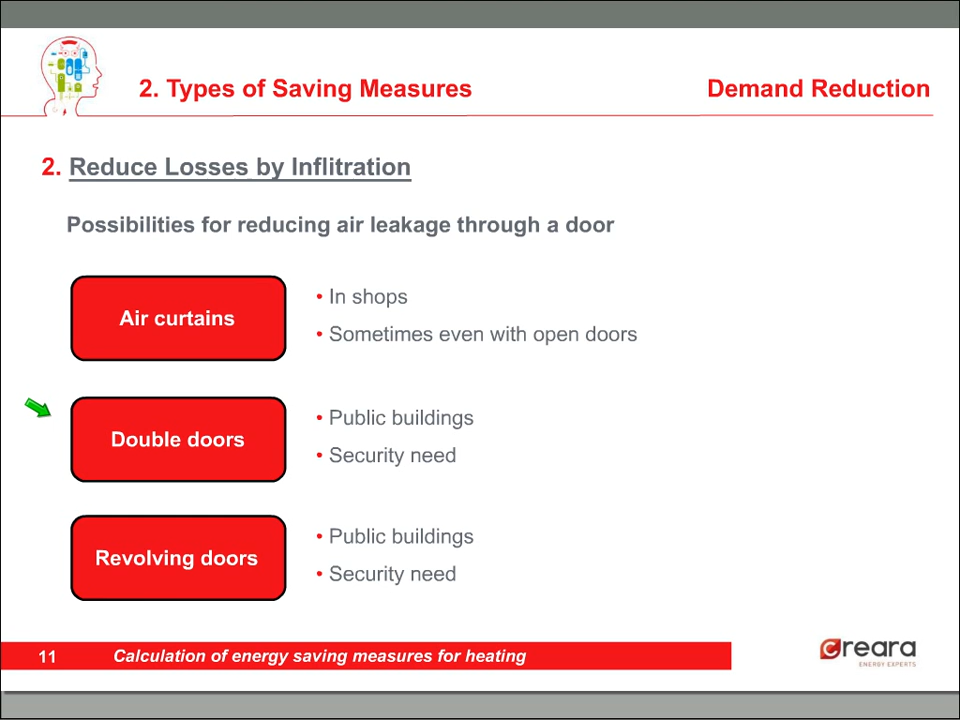 2. Types of Saving Measures
Demand Reduction
2. Reduce Losses by Inflitration
Possibilities for reducing air leakage through a door
Air curtains
• In shops
• Sometimes even with open doors
Double doors
• Public buildings
• Security need
Revolving doors
• Public buildings
• Security need
11
Calculation of energy saving measures for heating
creara
ENERGY EXPERTS